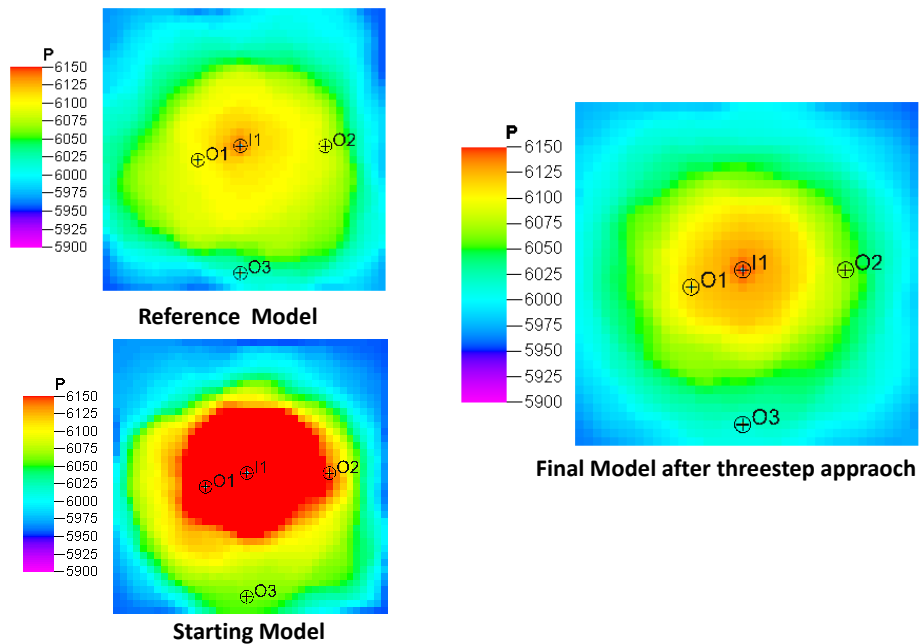 P
6150
6125
6100
6075
6050
6025
6000
5975
5950
5925
5900
O1
I1
O2
O3
Reference Model
P
6150
6125
6100
6075
6050
6025
6000
5975
5950
5925
5900
O1
I1
O2
O3
Starting Model
P
6150
6125
6100
6075
6050
6025
6000
5975
5950
5925
5900
O1
I1
O2
O3
Final Model after threestep appraoch